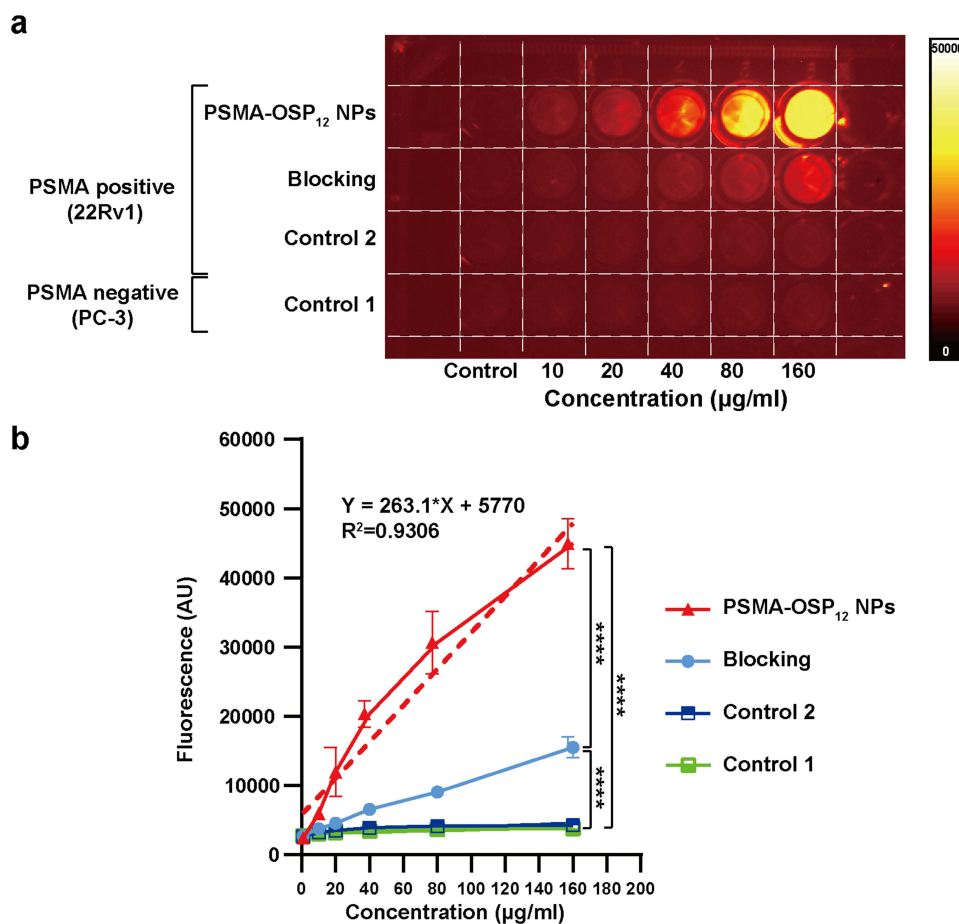 a
50000
PSMA-OSP₁₂ NPs
Blocking
PSMA positive
(22Rv1)
Control 2
PSMA negative
(PC-3)
Control 1
0
Control 10 20 40 80 160
Concentration (µg/ml)
b
60000
50000
40000
30000
20000
10000
0
Fluorescence (AU)
Y = 263.1*X + 5770
R²=0.9306
****
****
****
PSMA-OSP₁₂ NPs
Blocking
Control 2
Control 1
0 20 40 60 80 100 120 140 160 180 200
Concentration (µg/ml)